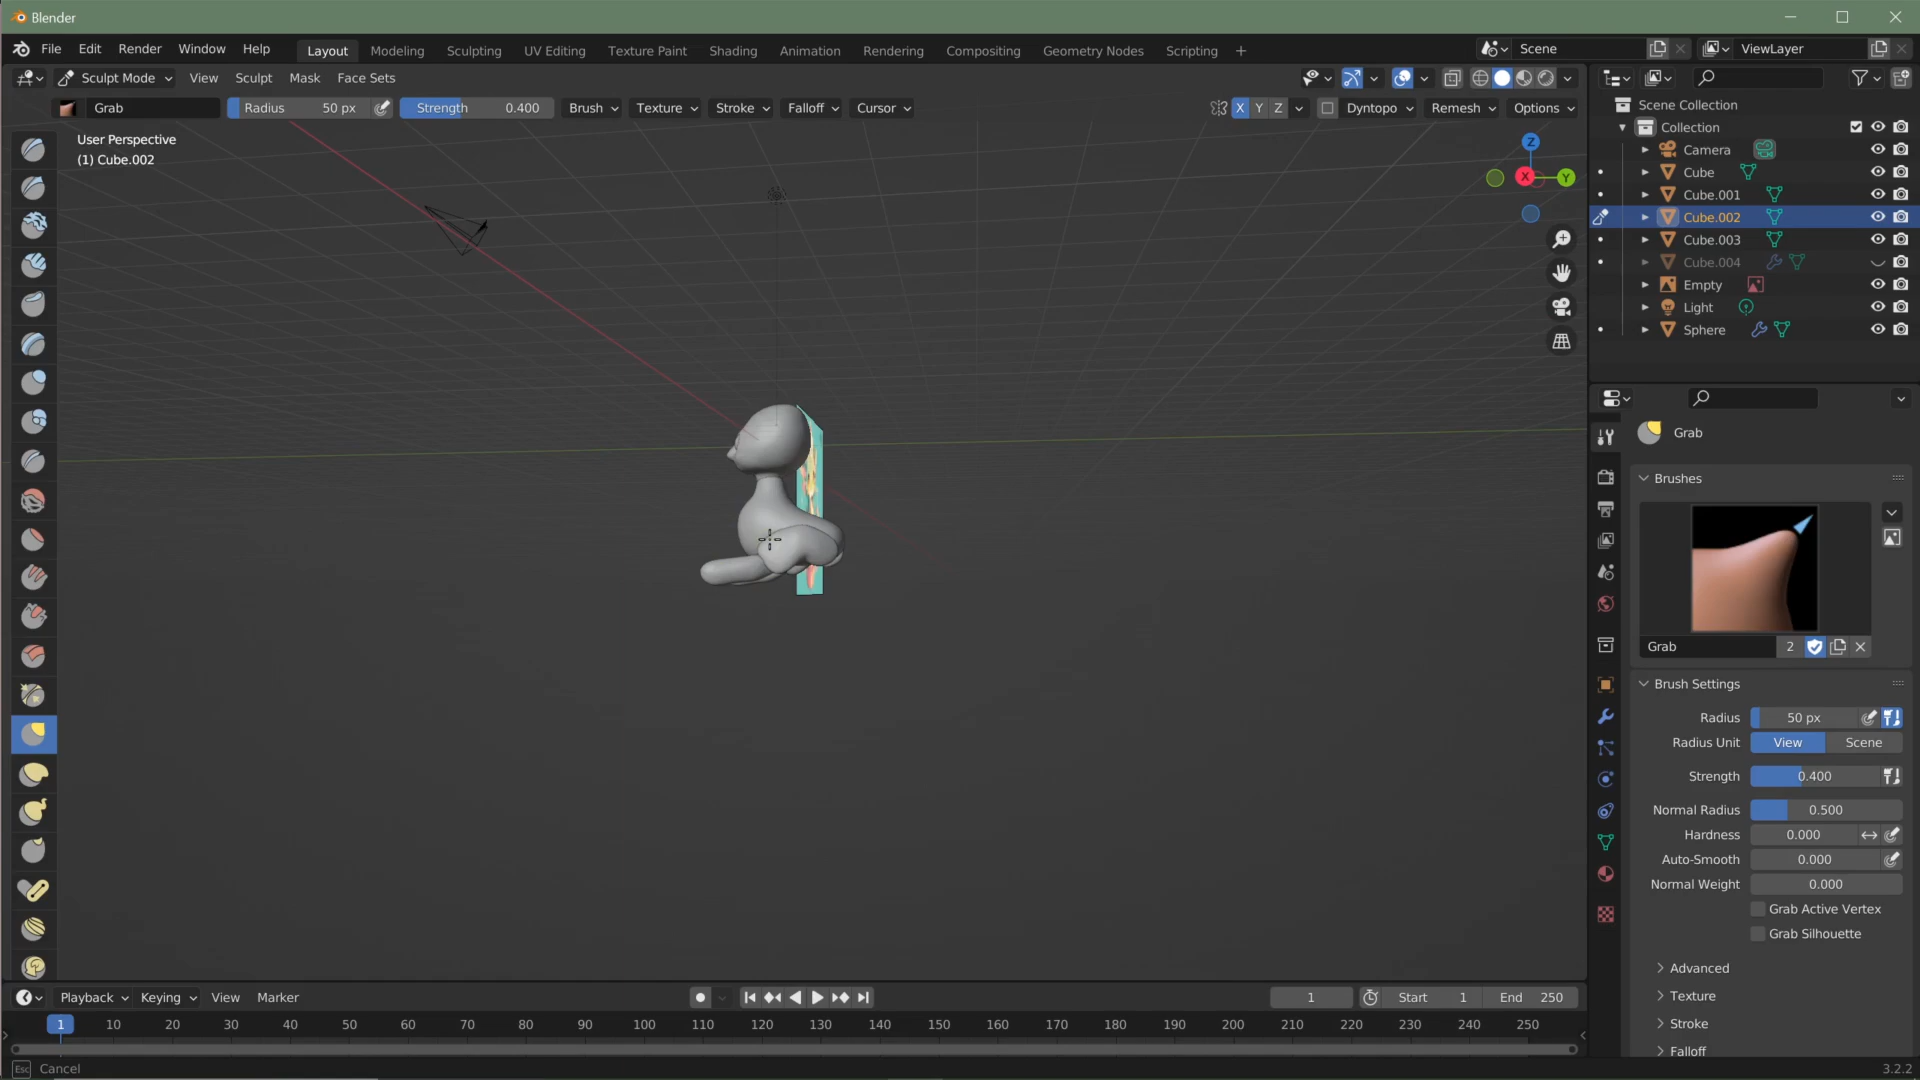 Blender
File Edit Render Window Help Layout Modeling Sculpting UV Editing Texture Paint Shading Animation Rendering Compositing Geometry Nodes Scripting + Scene ViewLayer
Sculpt Mode View Sculpt Mask Face Sets
Grab Radius 50 px Strength 0.400 Brush Texture Stroke Falloff Cursor X Y Z Dyntopo Remesh Options
User Perspective
(1) Cube.002
Z
X
Y
Scene Collection
Collection
Camera
Cube
Cube.001
Cube.002
Cube.003
Cube.004
Empty
Light
Sphere
Grab
Brushes
Grab 2
Brush Settings
Radius 50 px
Radius Unit View Scene
Strength 0.400
Normal Radius 0.500
Hardness 0.000
Auto-Smooth 0.000
Normal Weight 0.000
Grab Active Vertex
Grab Silhouette
Advanced
Texture
Stroke
Falloff
Playback Keying View Marker 1 Start 1 End 250
1 10 20 30 40 50 60 70 80 90 100 110 120 130 140 150 160 170 180 190 200 210 220 230 240 250
Esc Cancel 3.2.2